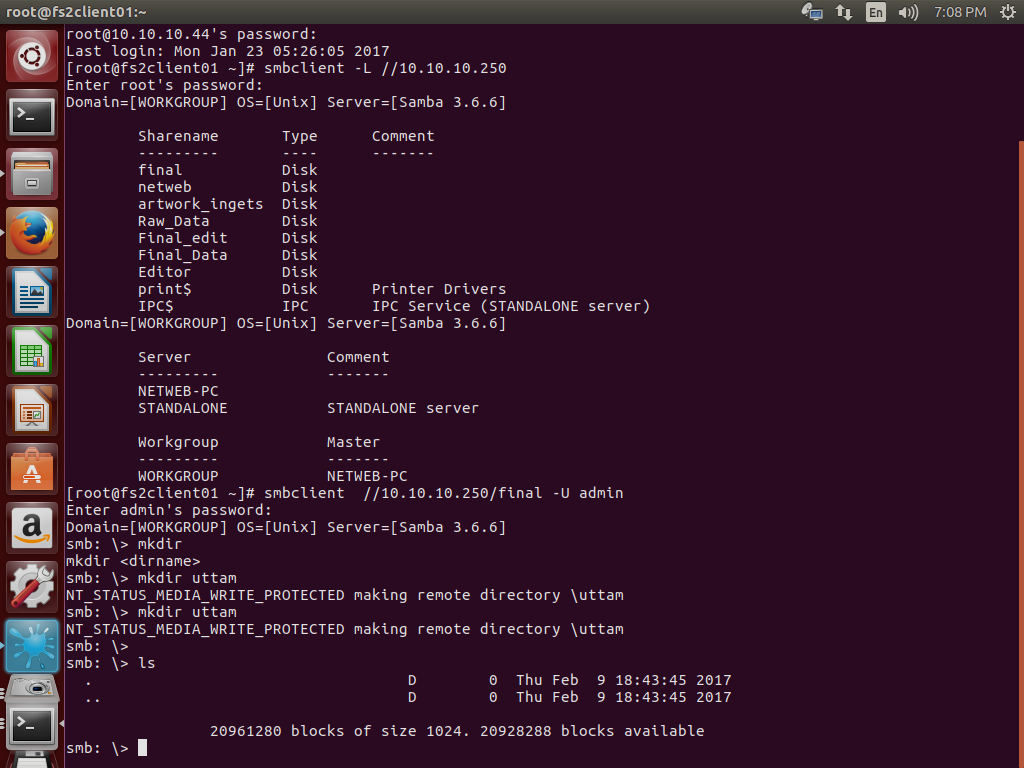 root@fs2client01:~
En
7:08 PM
root@10.10.10.44's password:
Last login: Mon Jan 23 05:26:05 2017
[root@fs2client01 ~]# smbclient -L //10.10.10.250
Enter root's password:
Domain=[WORKGROUP] OS=[Unix] Server=[Samba 3.6.6]
Sharename Type Comment
--------- ---- -------
final Disk
netweb Disk
artwork_ingets Disk
Raw_Data Disk
Final_edit Disk
Final_Data Disk
Editor Disk
print$ Disk Printer Drivers
IPC$ IPC IPC Service (STANDALONE server)
Domain=[WORKGROUP] OS=[Unix] Server=[Samba 3.6.6]
Server Comment
--------- -------
NETWEB-PC
STANDALONE STANDALONE server
Workgroup Master
--------- -------
WORKGROUP NETWEB-PC
[root@fs2client01 ~]# smbclient  //10.10.10.250/final -U admin
Enter admin's password:
Domain=[WORKGROUP] OS=[Unix] Server=[Samba 3.6.6]
smb: \> mkdir
mkdir <dirname>
smb: \> mkdir uttam
NT_STATUS_MEDIA_WRITE_PROTECTED making remote directory \uttam
smb: \> mkdir uttam
NT_STATUS_MEDIA_WRITE_PROTECTED making remote directory \uttam
smb: \>
smb: \> ls
. D 0 Thu Feb  9 18:43:45 2017
.. D 0 Thu Feb  9 18:43:45 2017
20961280 blocks of size 1024. 20928288 blocks available
smb: \>